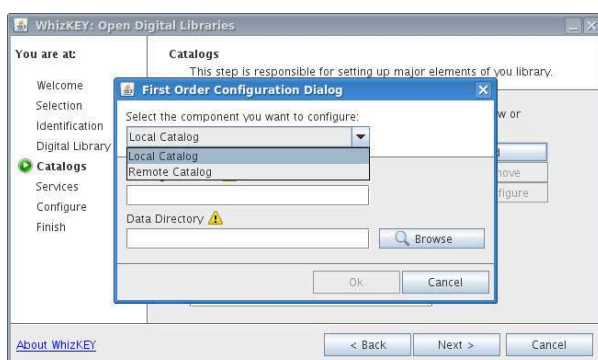 WhizKEY: Open Digital Libraries
You are at:
Welcome
Selection
Identification
Digital Library
Catalogs
Services
Configure
Finish
Catalogs
This step is responsible for setting up major elements of you library.
w or
d
nove
figure
First Order Configuration Dialog
Select the component you want to configure:
Local Catalog
Local Catalog
Remote Catalog
Data Directory
Browse
Ok
Cancel
About WhizKEY
< Back
Next >
Cancel